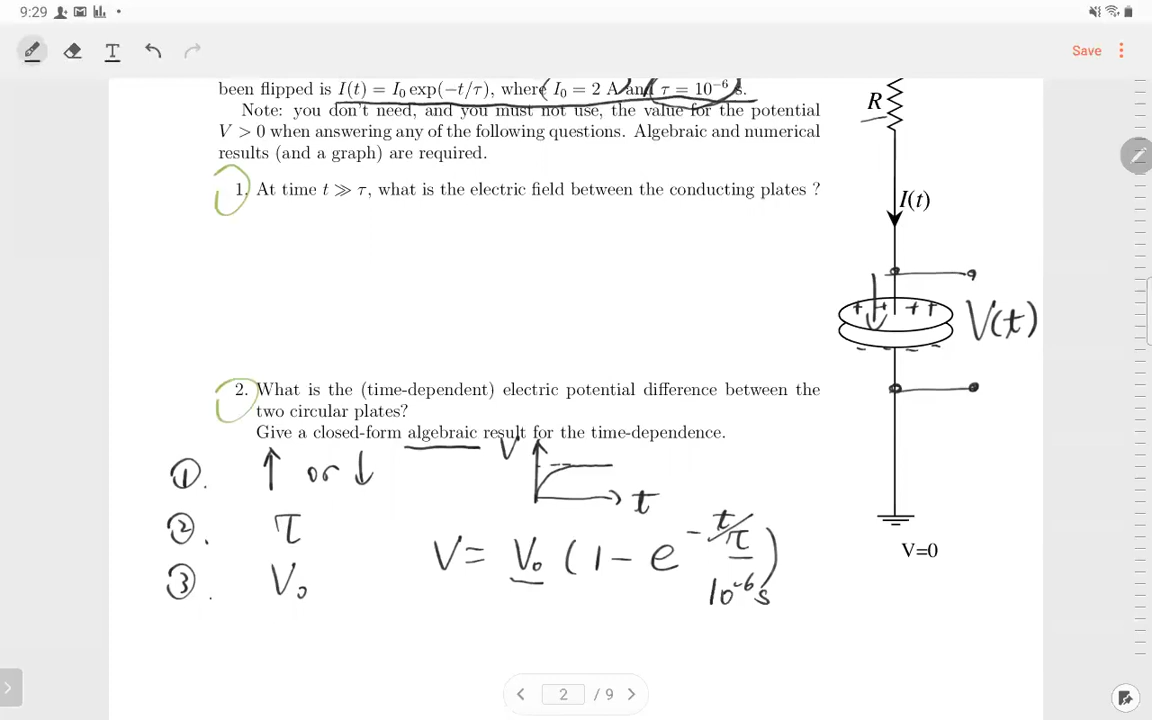 9:29
Save
been flipped is I(t) = I₀ exp(−t/τ), where I₀ = 2 A and τ = 10⁻⁶ s.
Note: you don't need, and you must not use, the value for the potential
V > 0 when answering any of the following questions. Algebraic and numerical
results (and a graph) are required.
R
1. At time t ≫ τ, what is the electric field between the conducting plates ?
I(t)
+ + + +
V(t)
− − − −
2. What is the (time-dependent) electric potential difference between the
two circular plates?
Give a closed-form algebraic result for the time-dependence.
V
t
①. ↑ or ↓
②. τ
V = V₀ (1 − e^(−t/τ))
10⁻⁶ s
③. V₀
V=0
2 / 9